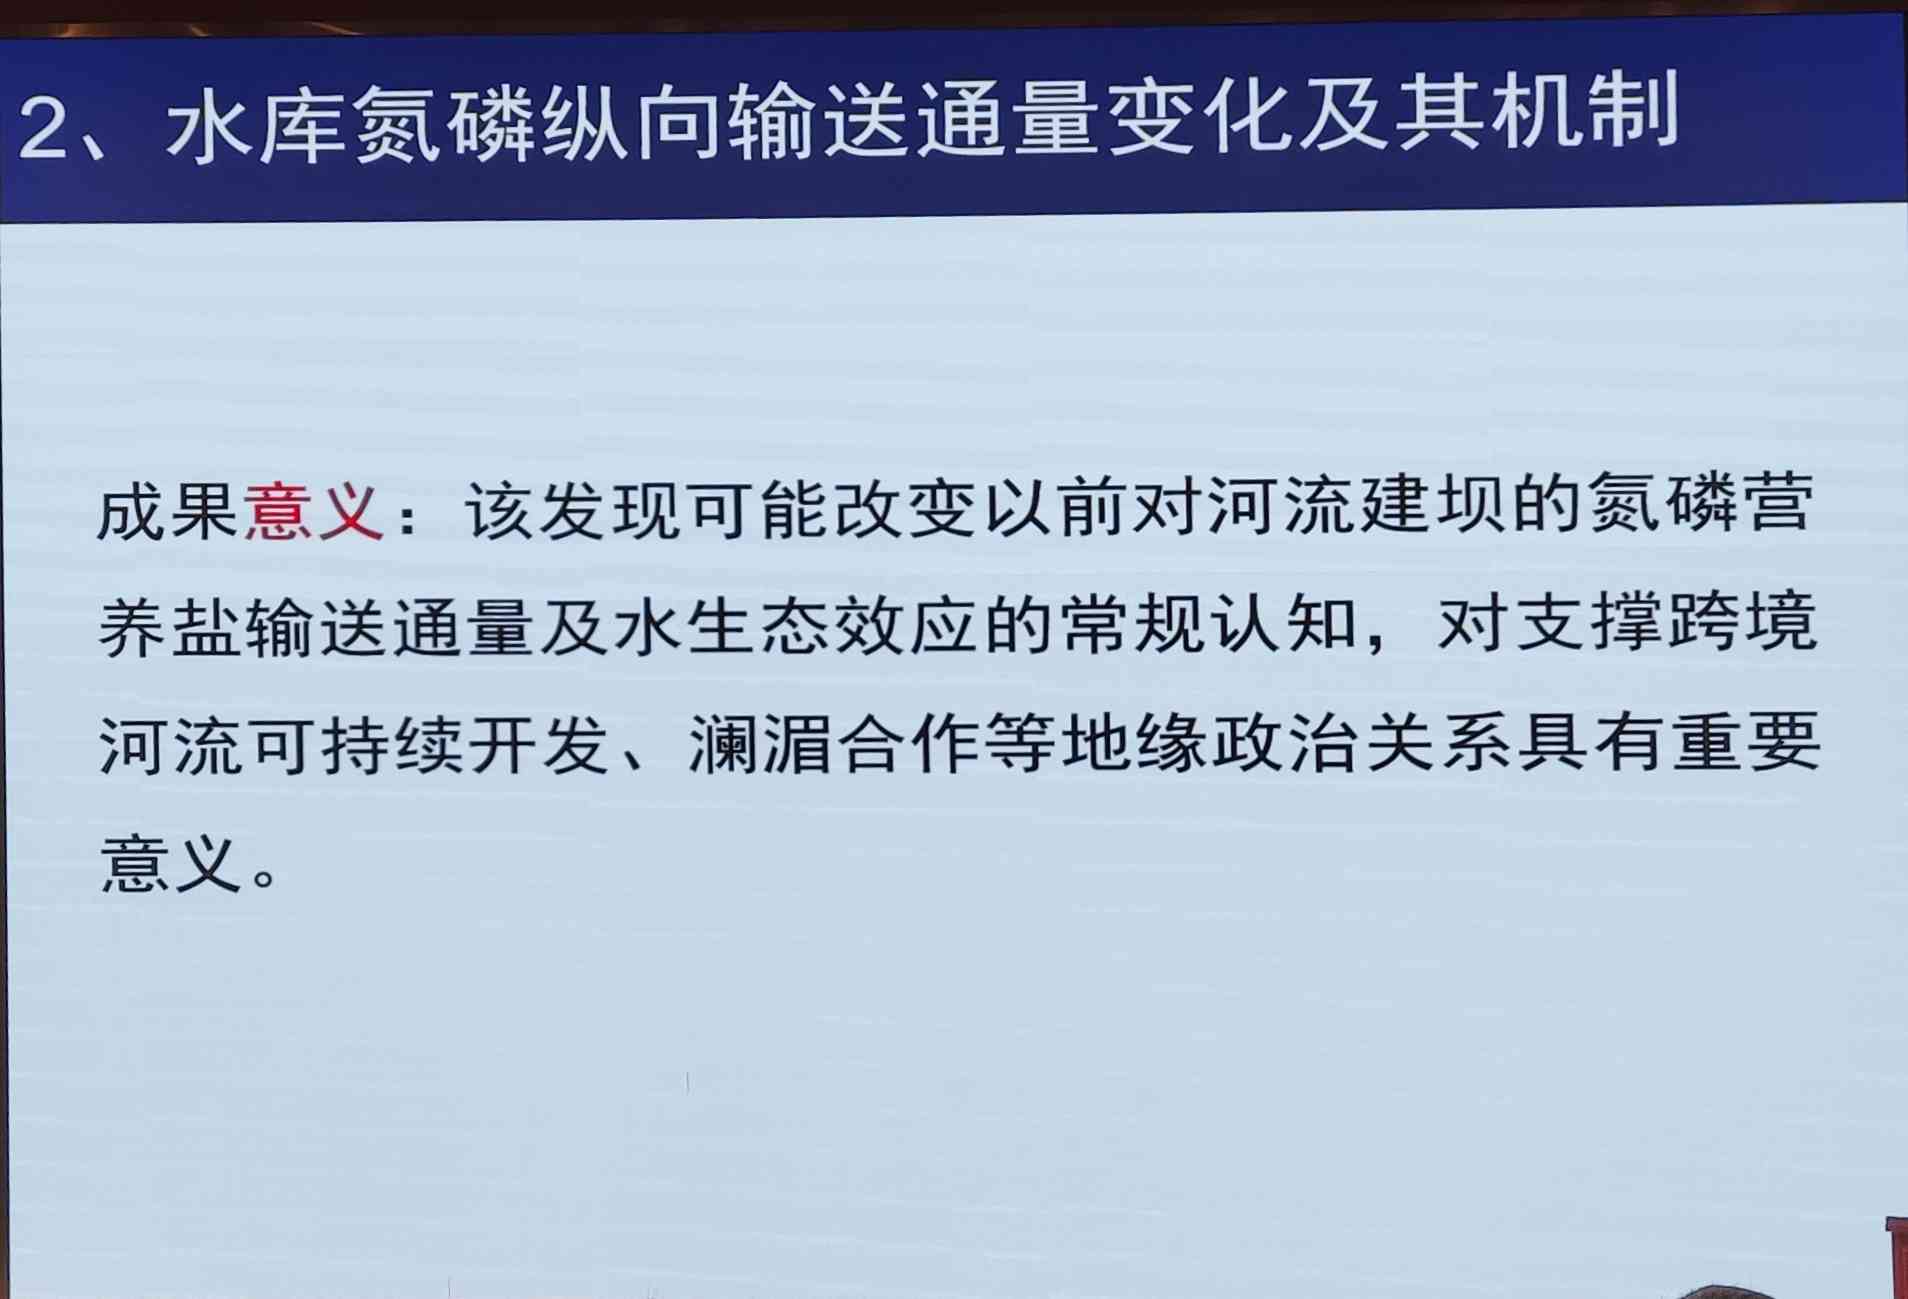 2、水库氮磷纵向输送通量变化及其机制
成果意义：该发现可能改变以前对河流建坝的氮磷营
养盐输送通量及水生态效应的常规认知，对支撑跨境
河流可持续开发、澜湄合作等地缘政治关系具有重要
意义。